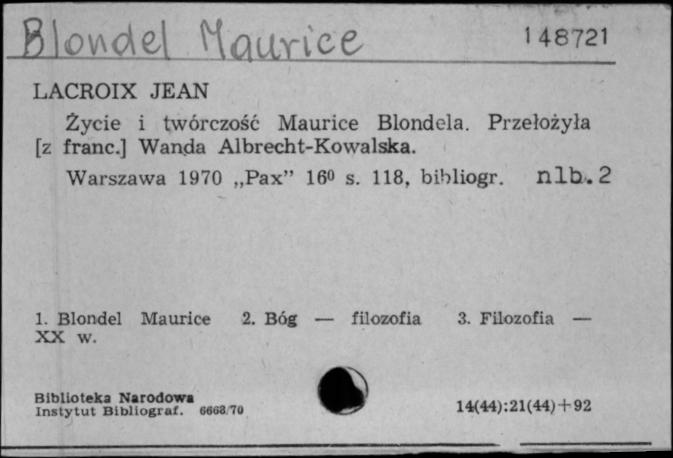 Blondel Maurice 148721
LACROIX JEAN
Życie i twórczość Maurice Blondela. Przełożyła
[z franc.] Wanda Albrecht-Kowalska.
Warszawa 1970 „Pax” 16⁰ s. 118, bibliogr. nlb. 2
1. Blondel Maurice 2. Bóg — filozofia 3. Filozofia —
XX w.
Biblioteka Narodowa
Instytut Bibliograf. 6668/70 14(44):21(44)+92